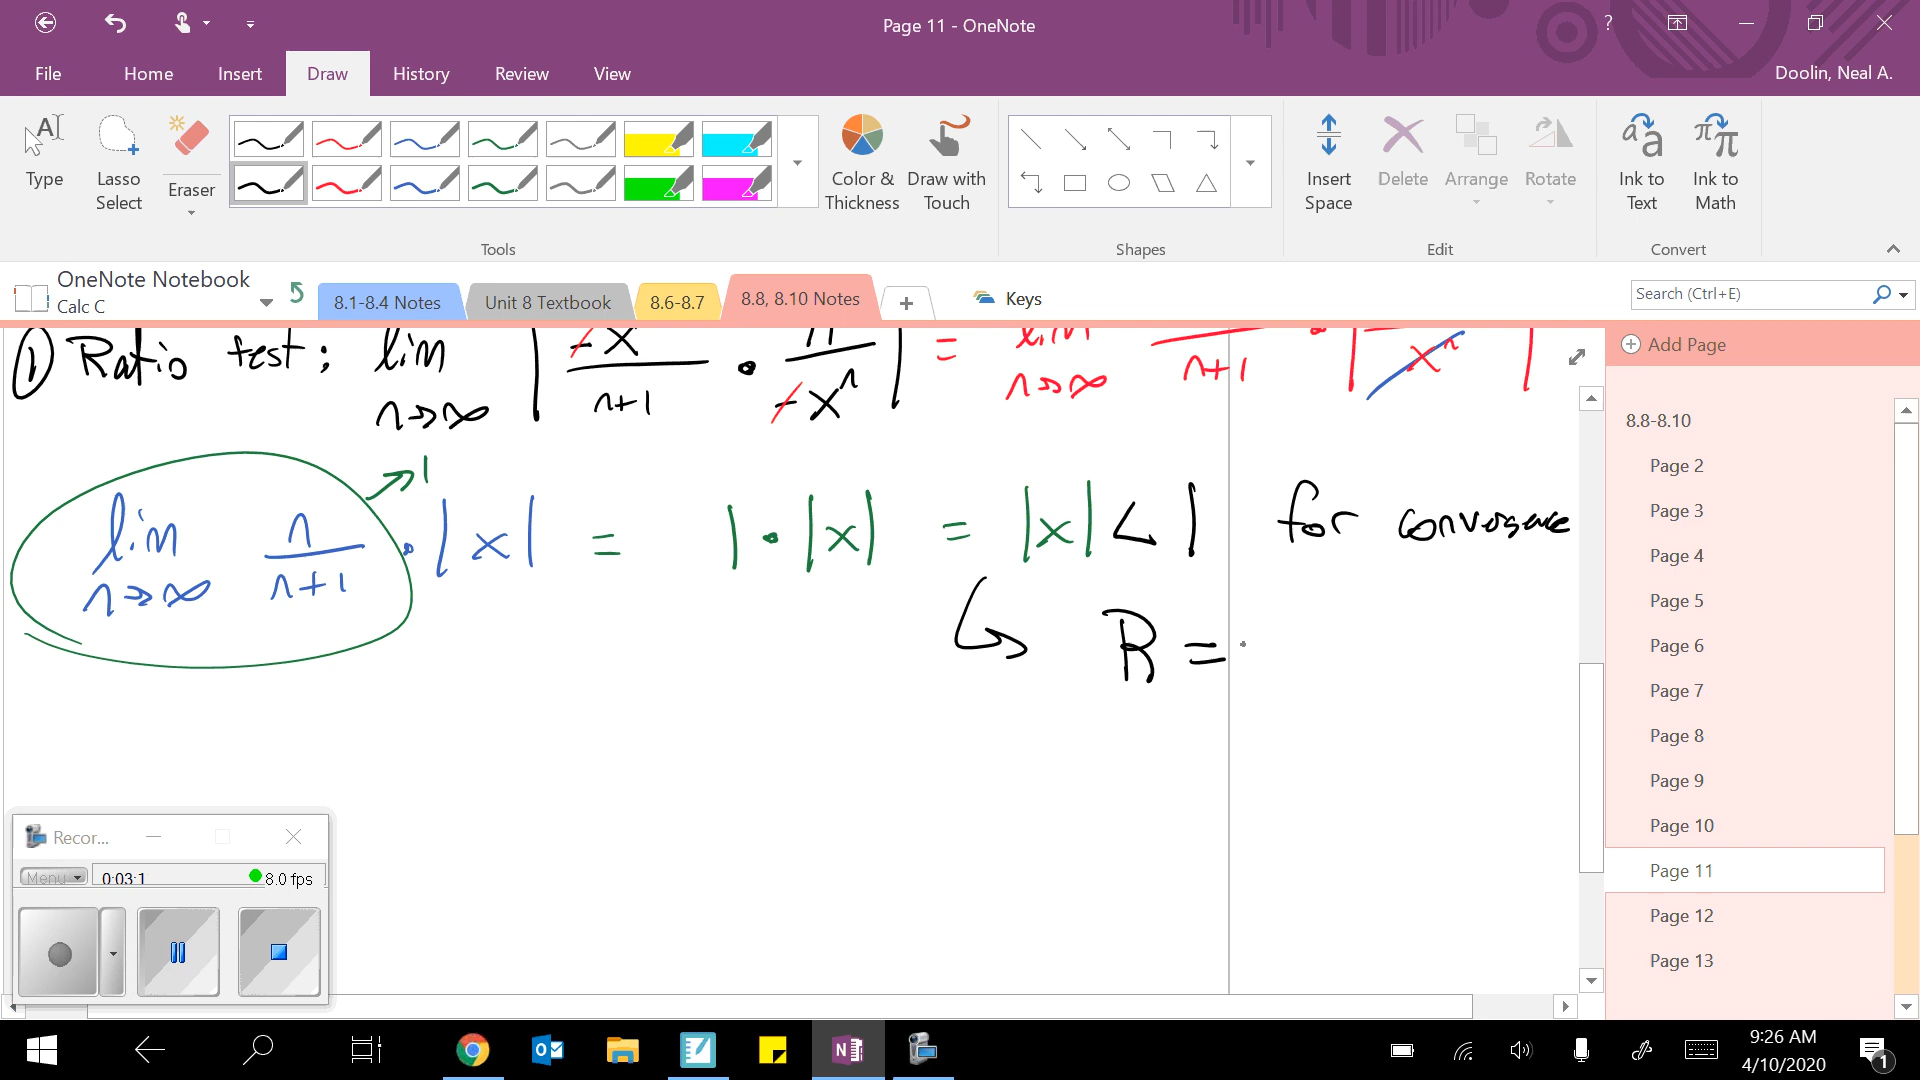 Page 11 - OneNote
?
File Home Insert Draw History Review View
Doolin, Neal A.
Type
Lasso Select
Eraser
Color & Thickness
Draw with Touch
Insert Space
Delete
Arrange
Rotate
Ink to Text
Ink to Math
Tools
Shapes
Edit
Convert
OneNote Notebook
Calc C
8.1-8.4 Notes
Unit 8 Textbook
8.6-8.7
8.8, 8.10 Notes
+
Keys
Search (Ctrl+E)
① Ratio test: lim n→∞ | -x / n+1 • n / -x^n | = lim n→∞ / n+1 • | / x^n |
→ 1
lim n→∞ n / n+1 • |x| = 1 • |x| = |x| < 1 for convergence
↳ R =
Add Page
8.8-8.10
Page 2
Page 3
Page 4
Page 5
Page 6
Page 7
Page 8
Page 9
Page 10
Page 11
Page 12
Page 13
Recor...
Menu
0:03:1
8.0 fps
9:26 AM
4/10/2020
1